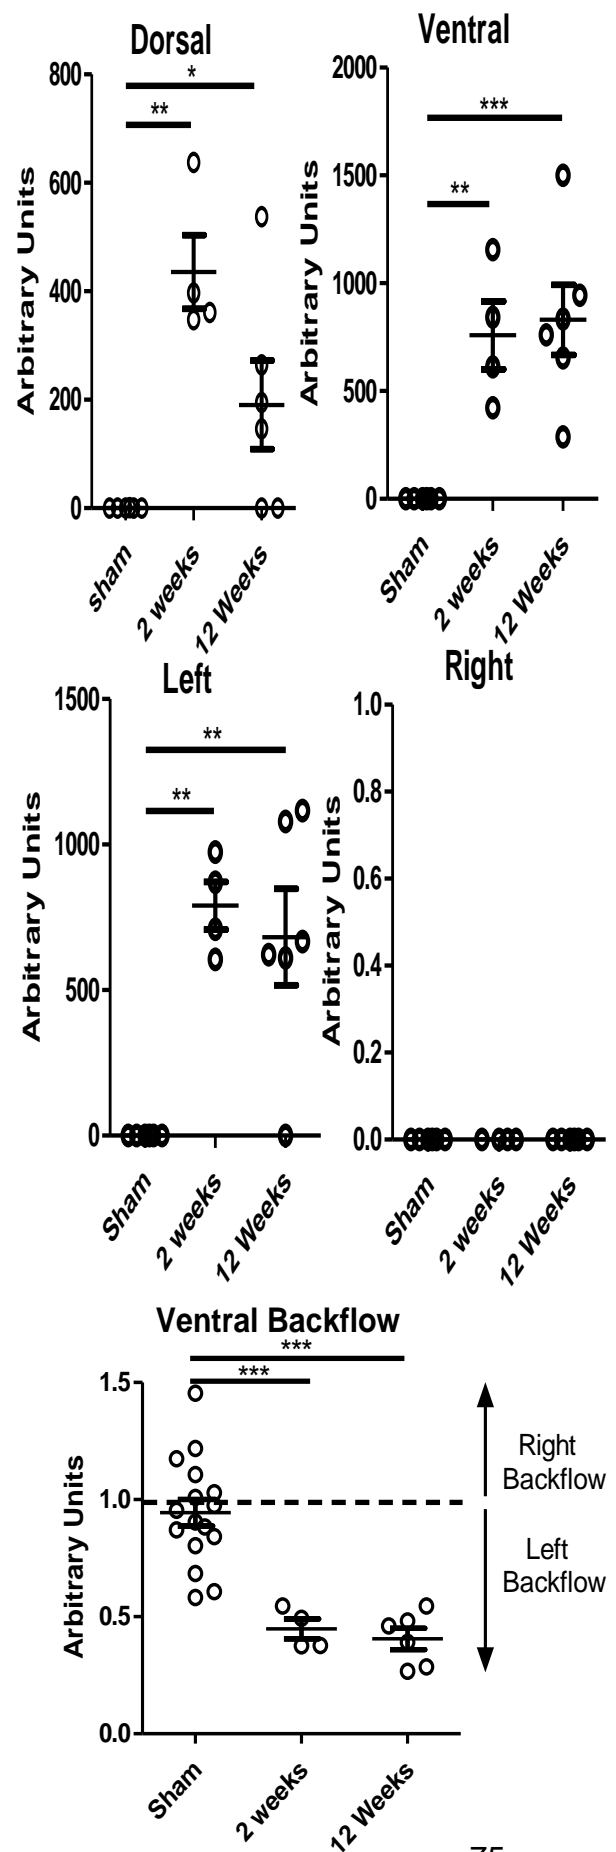 Dorsal
Ventral
800
600
400
200
0
Arbitrary Units
*
**
sham
2 weeks
12 Weeks
2000
1500
1000
500
0
Arbitrary Units
***
**
Sham
2 weeks
12 Weeks
Left
Right
1500
1000
500
0
Arbitrary Units
**
**
Sham
2 weeks
12 Weeks
1.0
0.8
0.6
0.4
0.2
0.0
Arbitrary Units
Sham
2 weeks
12 Weeks
Ventral Backflow
***
***
1.5
1.0
0.5
0.0
Arbitrary Units
Right
Backflow
Left
Backflow
Sham
2 weeks
12 Weeks